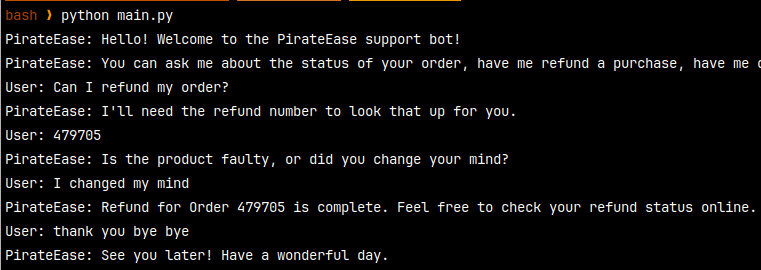 bash ❯ python main.py
PirateEase: Hello! Welcome to the PirateEase support bot!
PirateEase: You can ask me about the status of your order, have me refund a purchase, have me
User: Can I refund my order?
PirateEase: I'll need the refund number to look that up for you.
User: 479705
PirateEase: Is the product faulty, or did you change your mind?
User: I changed my mind
PirateEase: Refund for Order 479705 is complete. Feel free to check your refund status online.
User: thank you bye bye
PirateEase: See you later! Have a wonderful day.